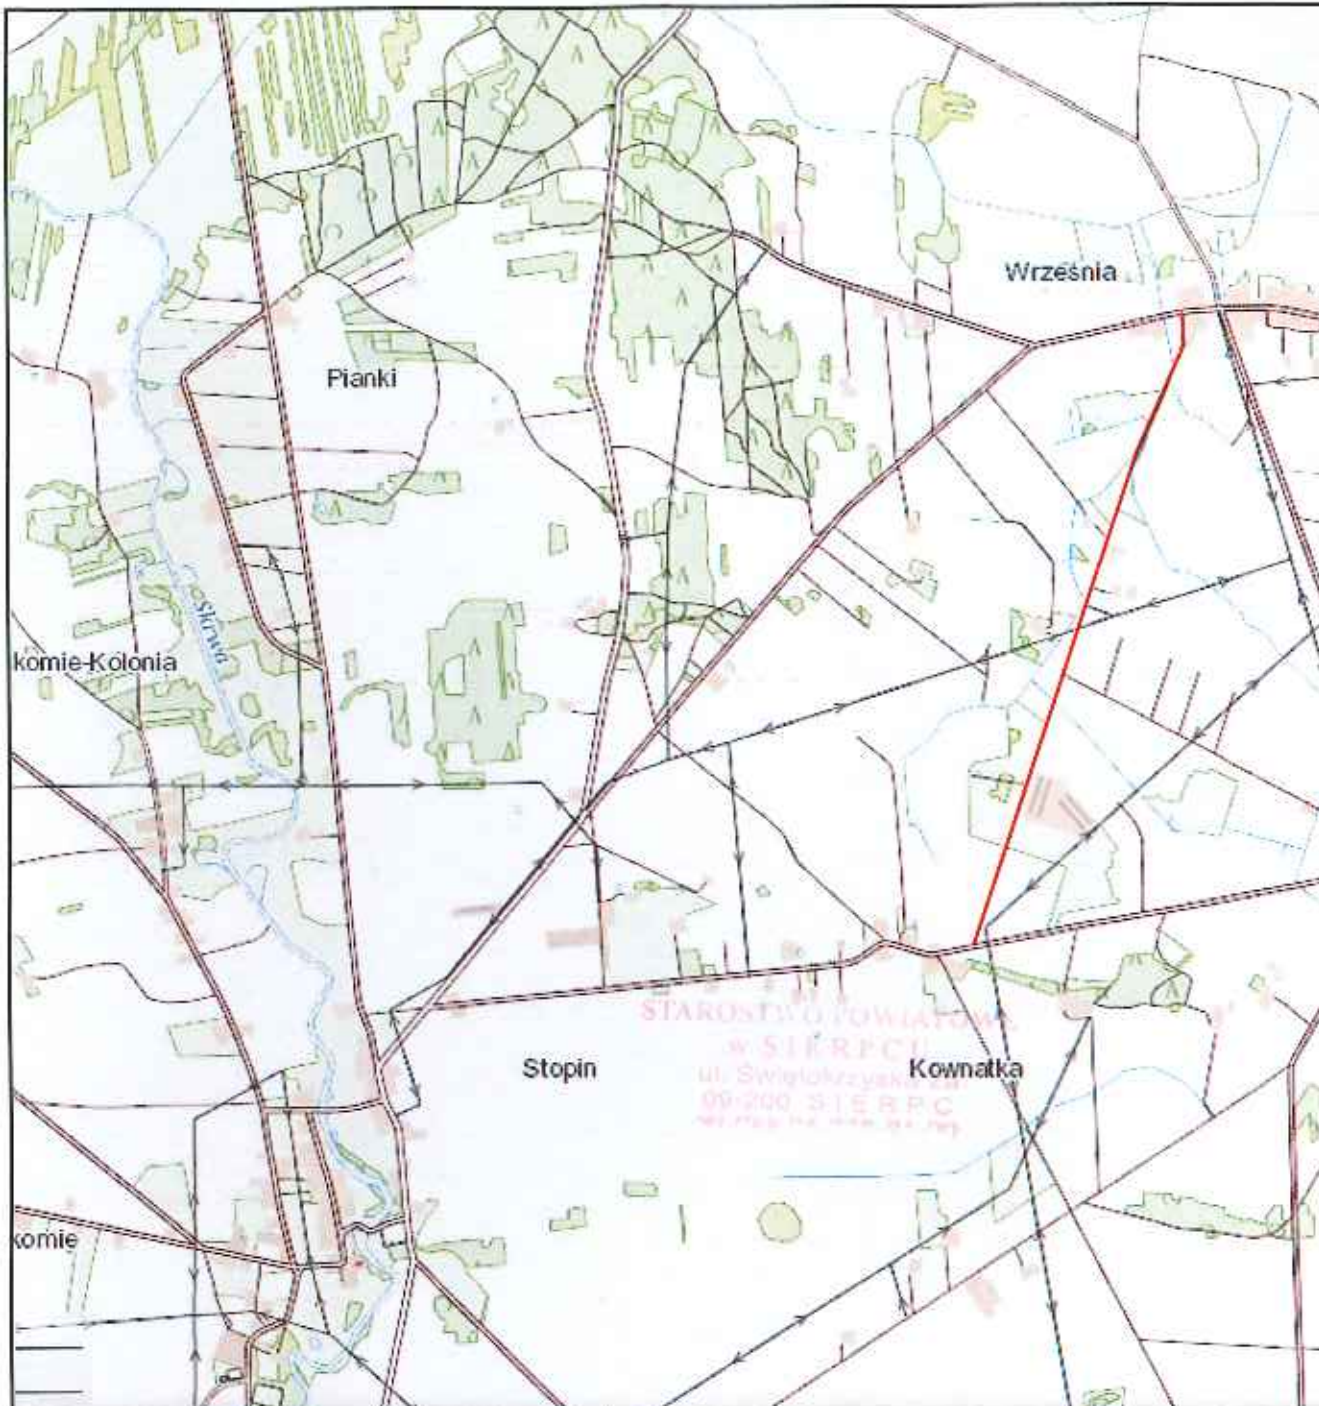 Września
Pianki
Skrwa
komie-Kolonia
Stopin
Kownatka
STAROSTWO POWIATOWE
w SIERPCU
ul. Świętokrzyska
09-200 SIERPC
komie